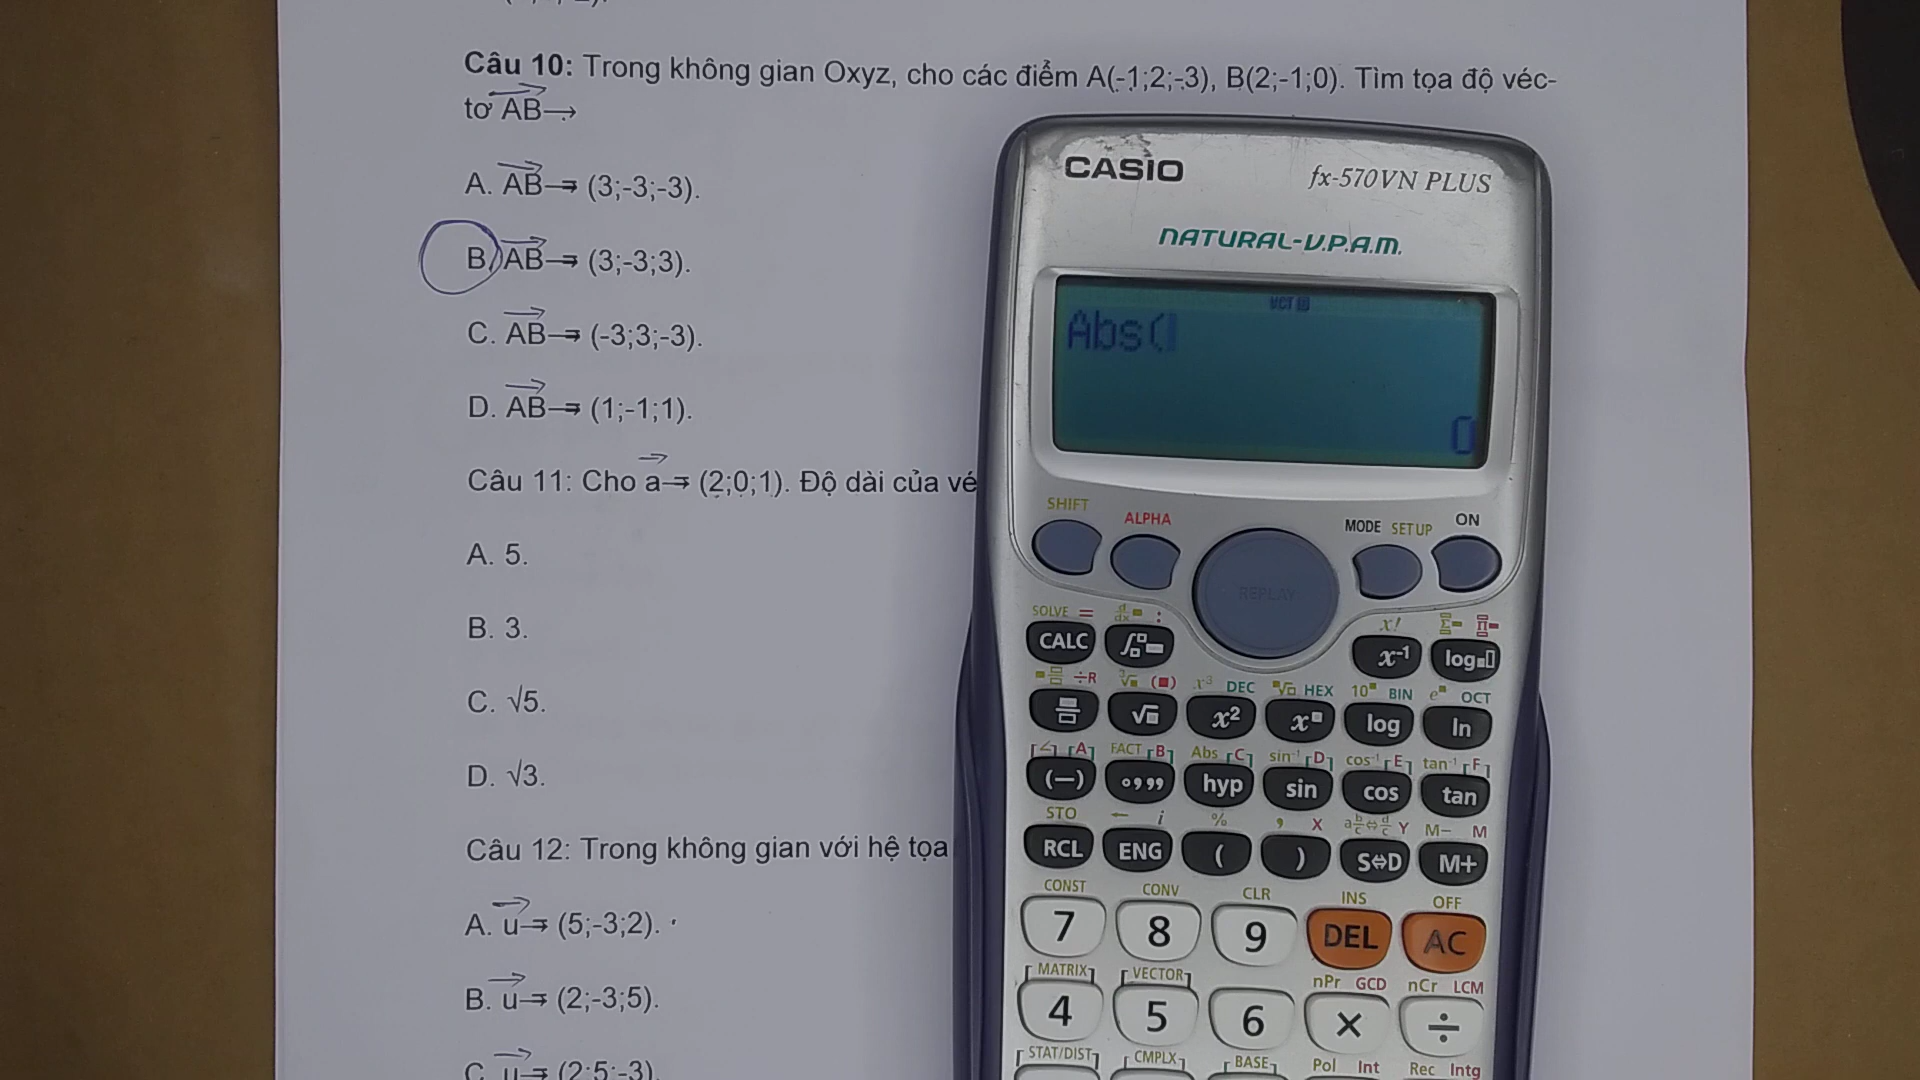 Câu 10: Trong không gian Oxyz, cho các điểm A(-1;2;-3), B(2;-1;0). Tìm tọa độ véc-
tơ AB→
A. AB→= (3;-3;-3).
B. AB→= (3;-3;3).
C. AB→= (-3;3;-3).
D. AB→= (1;-1;1).
Câu 11: Cho a→= (2;0;1). Độ dài của vé
A. 5.
B. 3.
C. √5.
D. √3.
Câu 12: Trong không gian với hệ tọa
A. u→= (5;-3;2).
B. u→= (2;-3;5).
C. u→= (2;5;-3).
CASIO fx-570VN PLUS
NATURAL-V.P.A.M.
VCT
Abs(
0
SHIFT ALPHA MODE SETUP ON
REPLAY
SOLVE = d/dx : x! Σ Π
CALC ∫ x⁻¹ log
÷R ³√ x³ DEC √ HEX 10 BIN e OCT
√ x² x log ln
∠ A FACT B Abs C sin⁻¹ D cos⁻¹ E tan⁻¹ F
(−) °,,, hyp sin cos tan
STO ← i % , X a b/c⇔d/c Y M− M
RCL ENG ( ) S⇔D M+
CONST CONV CLR INS OFF
7 8 9 DEL AC
MATRIX VECTOR nPr GCD nCr LCM
4 5 6 × ÷
STAT/DIST CMPLX BASE Pol Int Rec Intg